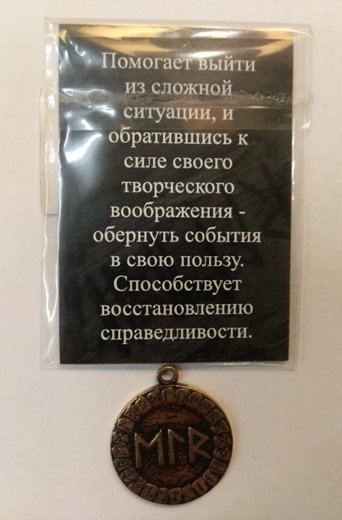 Помогает выйти
из сложной
ситуации, и
обратившись к
силе своего
творческого
воображения -
обернуть события
в свою пользу.
Способствует
восстановлению
справедливости.